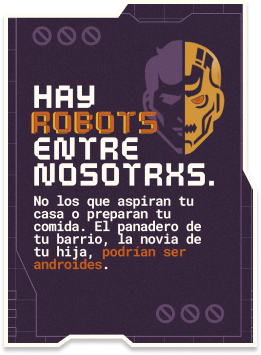 HAY
ROBOTS
ENTRE
NOSOTRXS.
No los que aspiran tu
casa o preparan tu
comida. El panadero de
tu barrio, la novia de
tu hija, podrían ser
androides.